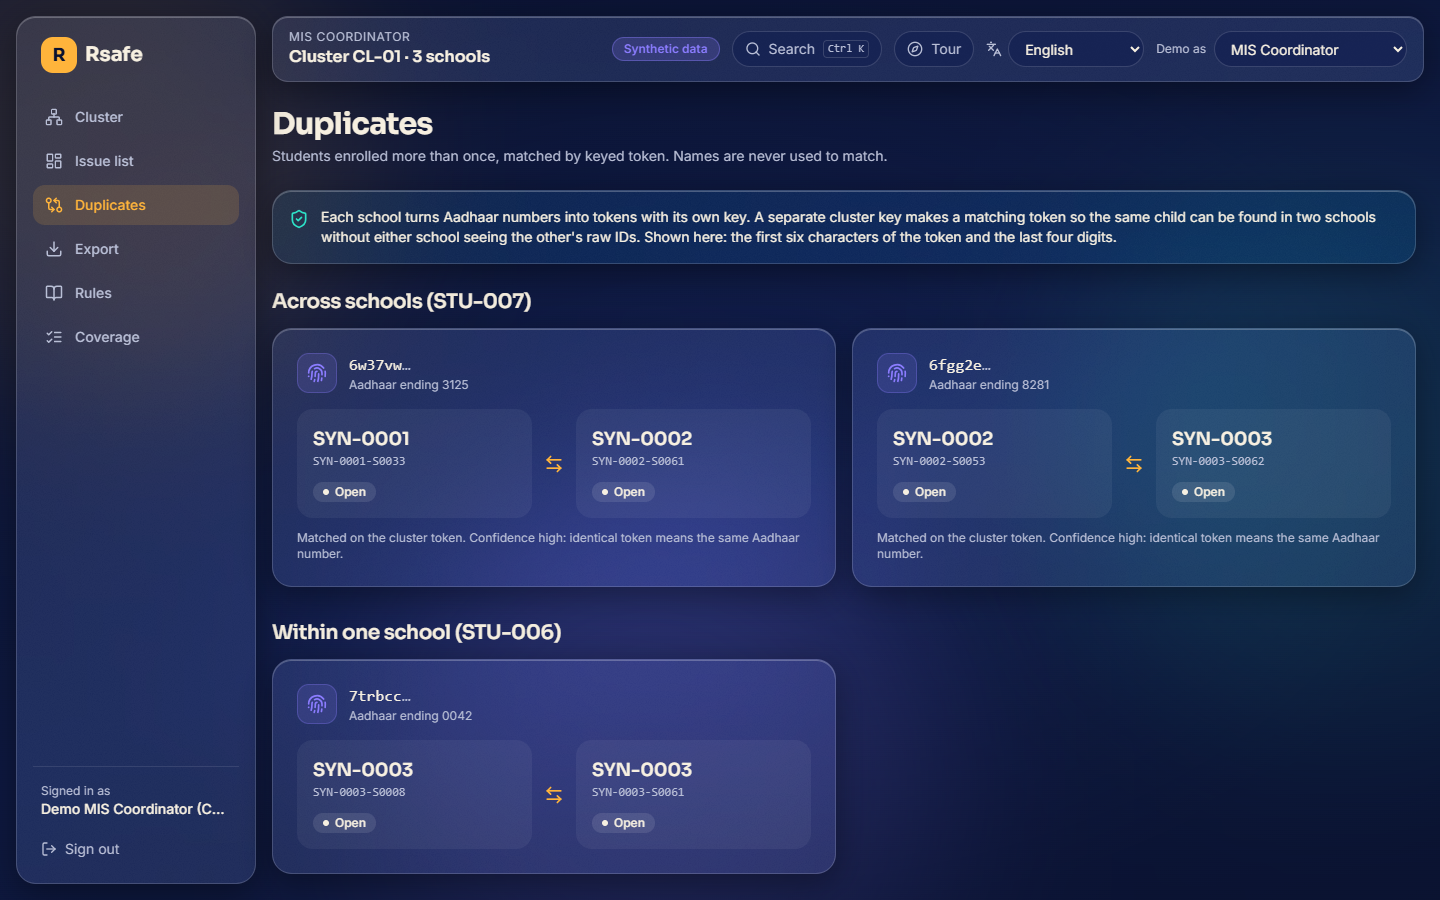 R Rsafe
Cluster
Issue list
Duplicates
Export
Rules
Coverage
Signed in as
Demo MIS Coordinator (C...
Sign out
MIS COORDINATOR
Cluster CL-01 · 3 schools
Synthetic data
Search Ctrl K
Tour
English
Demo as
MIS Coordinator
Duplicates
Students enrolled more than once, matched by keyed token. Names are never used to match.
Each school turns Aadhaar numbers into tokens with its own key. A separate cluster key makes a matching token so the same child can be found in two schools
without either school seeing the other's raw IDs. Shown here: the first six characters of the token and the last four digits.
Across schools (STU-007)
6w37vw…
Aadhaar ending 3125
SYN-0001
SYN-0001-S0033
Open
SYN-0002
SYN-0002-S0061
Open
Matched on the cluster token. Confidence high: identical token means the same Aadhaar
number.
6fgg2e…
Aadhaar ending 8281
SYN-0002
SYN-0002-S0053
Open
SYN-0003
SYN-0003-S0062
Open
Matched on the cluster token. Confidence high: identical token means the same Aadhaar
number.
Within one school (STU-006)
7trbcc…
Aadhaar ending 0042
SYN-0003
SYN-0003-S0008
Open
SYN-0003
SYN-0003-S0061
Open